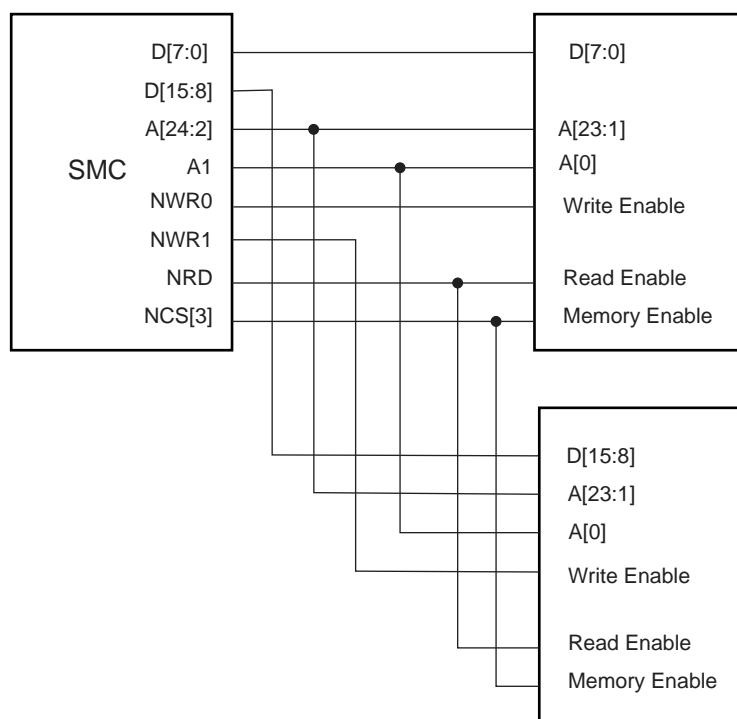 SMC
D[7:0]
D[15:8]
A[24:2]
A1
NWR0
NWR1
NRD
NCS[3]
D[7:0]
A[23:1]
A[0]
Write Enable
Read Enable
Memory Enable
D[15:8]
A[23:1]
A[0]
Write Enable
Read Enable
Memory Enable